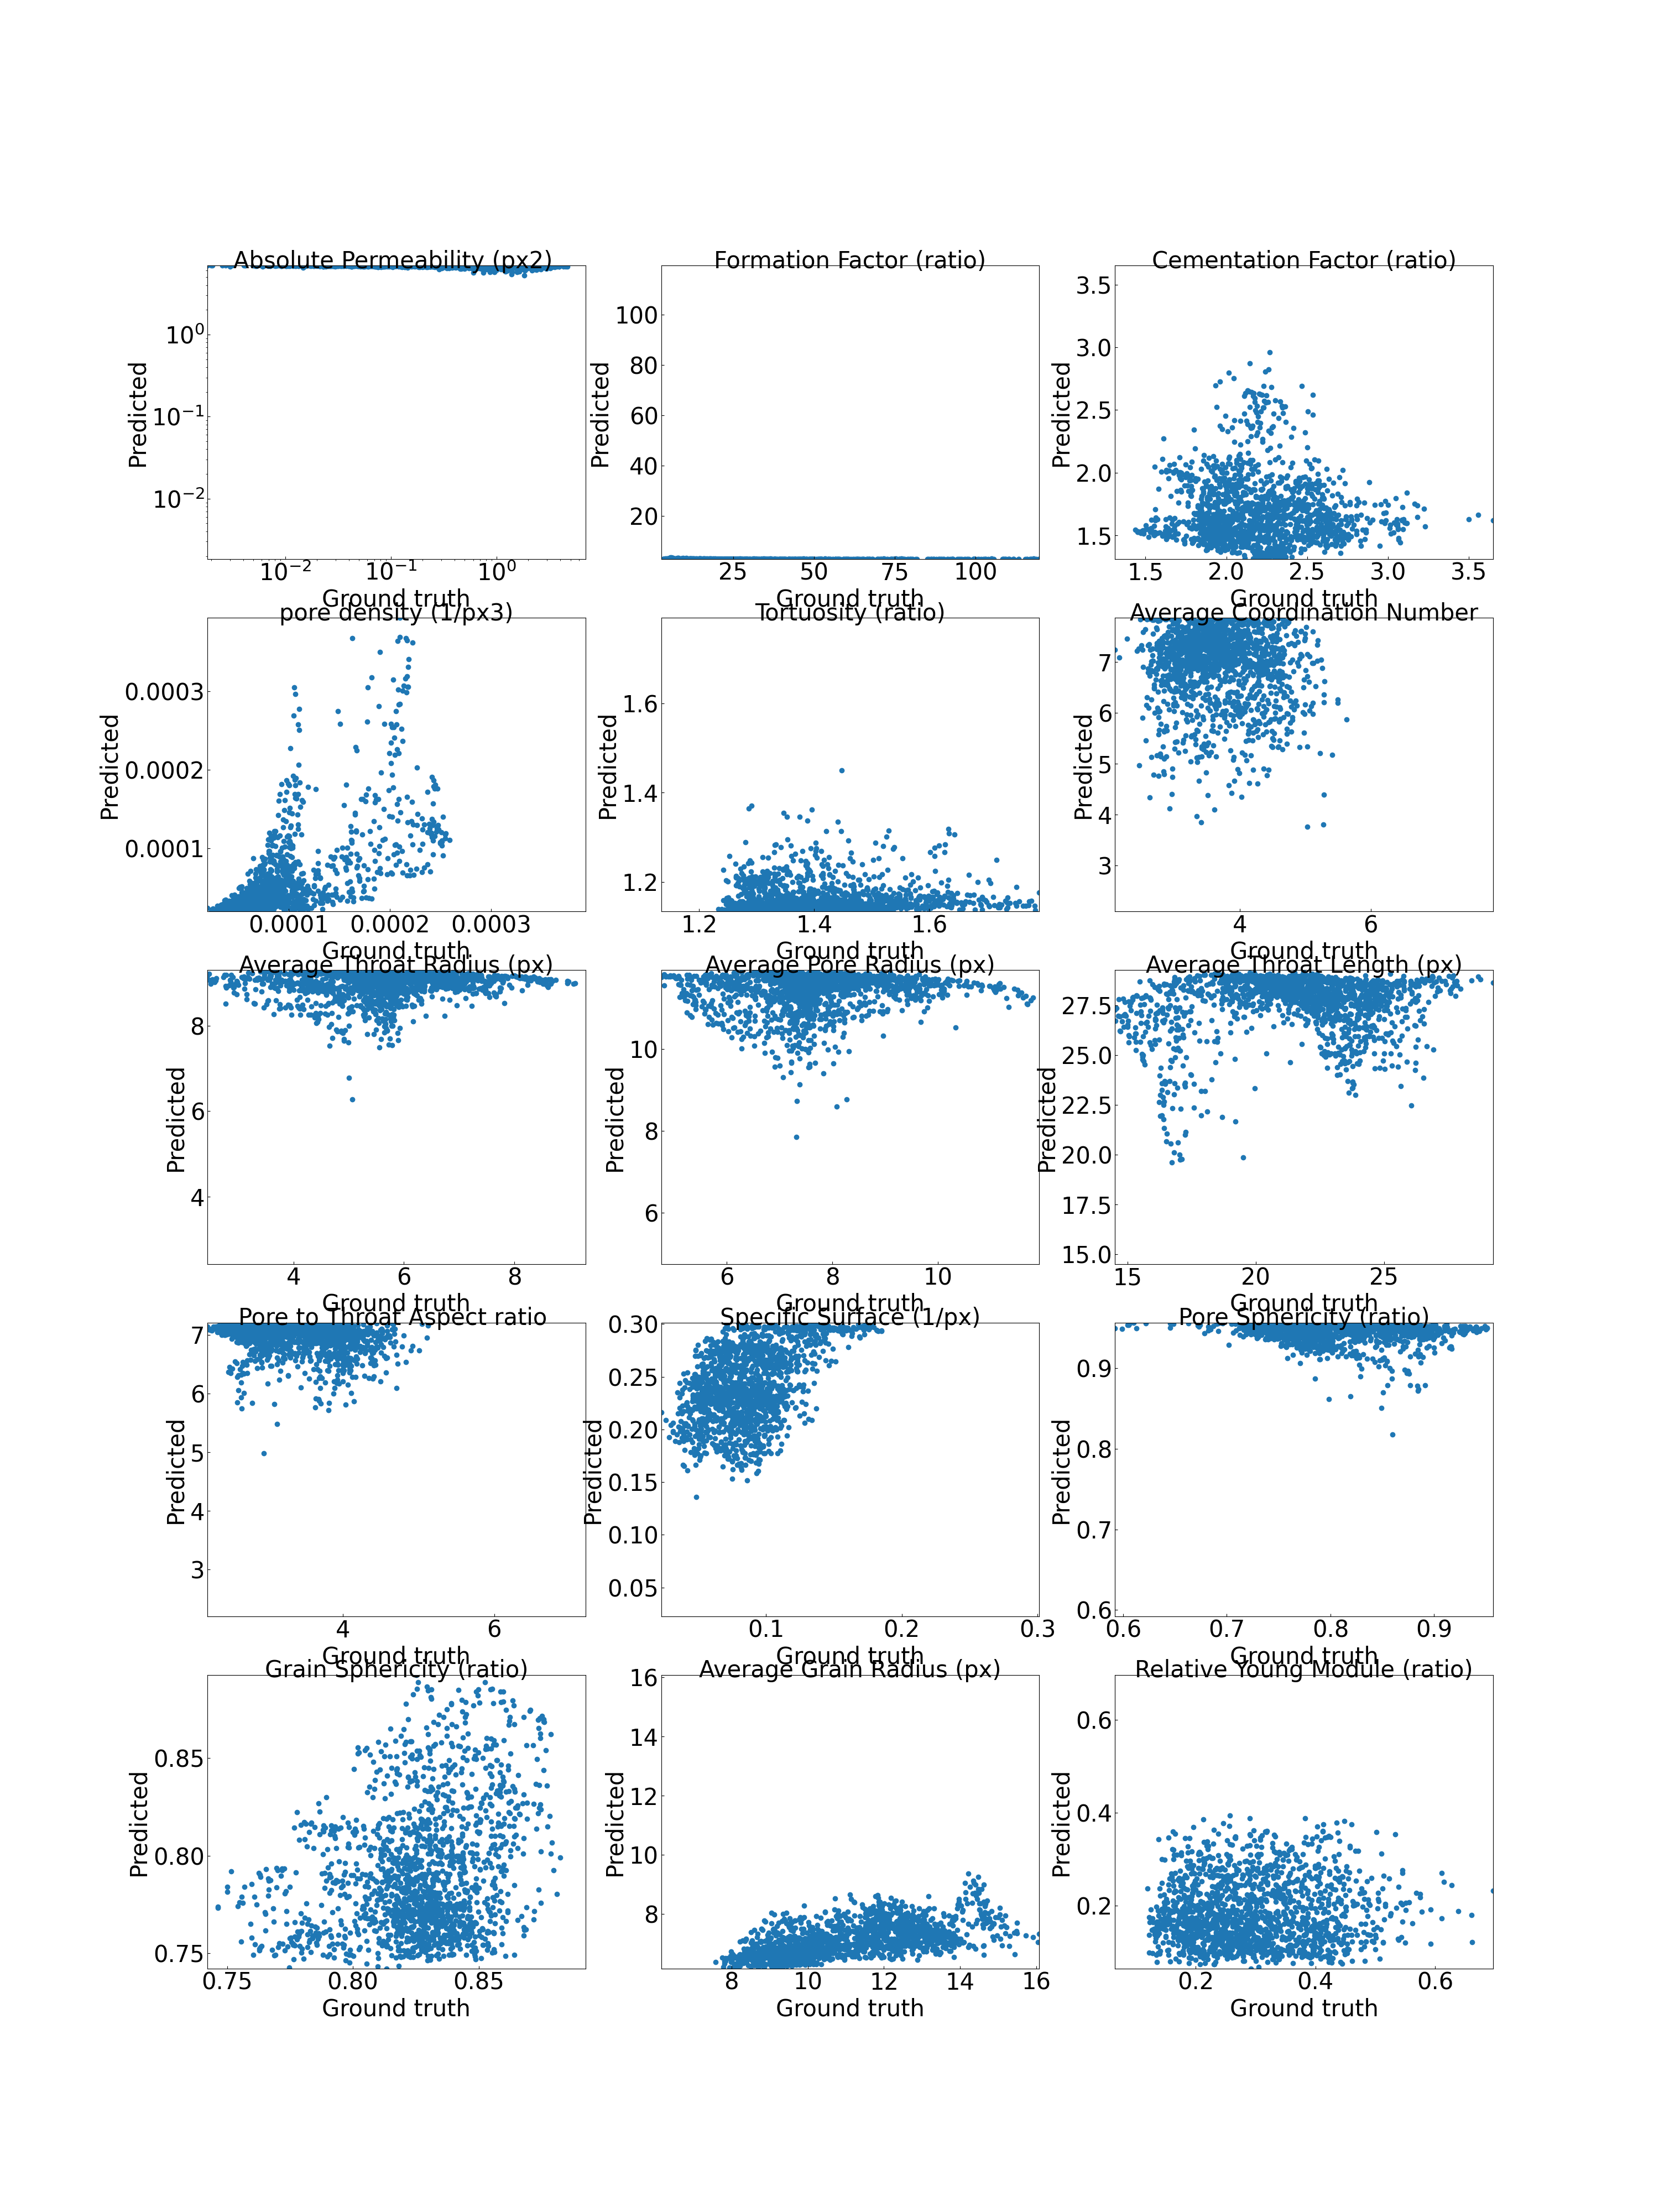 Absolute Permeability (px2)
Predicted
10⁰
10⁻¹
10⁻²
10⁻² 10⁻¹ 10⁰
Ground truth
Formation Factor (ratio)
Predicted
100
80
60
40
20
25 50 75 100
Ground truth
Cementation Factor (ratio)
Predicted
3.5
3.0
2.5
2.0
1.5
1.5 2.0 2.5 3.0 3.5
Ground truth
pore density (1/px3)
Predicted
0.0003
0.0002
0.0001
0.0001 0.0002 0.0003
Ground truth
Tortuosity (ratio)
Predicted
1.6
1.4
1.2
1.2 1.4 1.6
Ground truth
Average Coordination Number
Predicted
7
6
5
4
3
4 6
Ground truth
Average Throat Radius (px)
Predicted
8
6
4
4 6 8
Ground truth
Average Pore Radius (px)
Predicted
10
8
6
6 8 10
Ground truth
Average Throat Length (px)
Predicted
27.5
25.0
22.5
20.0
17.5
15.0
15 20 25
Ground truth
Pore to Throat Aspect ratio
Predicted
7
6
5
4
3
4 6
Ground truth
Specific Surface (1/px)
Predicted
0.30
0.25
0.20
0.15
0.10
0.05
0.1 0.2 0.3
Ground truth
Pore Sphericity (ratio)
Predicted
0.9
0.8
0.7
0.6
0.6 0.7 0.8 0.9
Ground truth
Grain Sphericity (ratio)
Predicted
0.85
0.80
0.75
0.75 0.80 0.85
Ground truth
Average Grain Radius (px)
Predicted
16
14
12
10
8
8 10 12 14 16
Ground truth
Relative Young Module (ratio)
Predicted
0.6
0.4
0.2
0.2 0.4 0.6
Ground truth